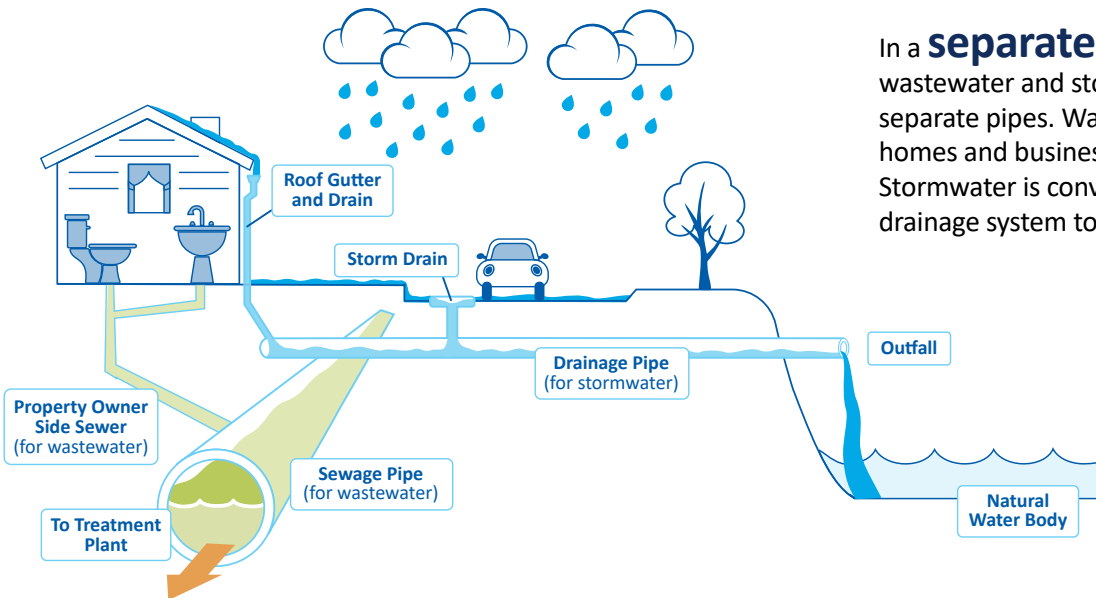 In a separate
wastewater and sto
separate pipes. Wa
homes and busines
Stormwater is conv
drainage system to
Roof Gutter
and Drain
Storm Drain
Outfall
Drainage Pipe
(for stormwater)
Property Owner
Side Sewer
(for wastewater)
Sewage Pipe
(for wastewater)
Natural
Water Body
To Treatment
Plant